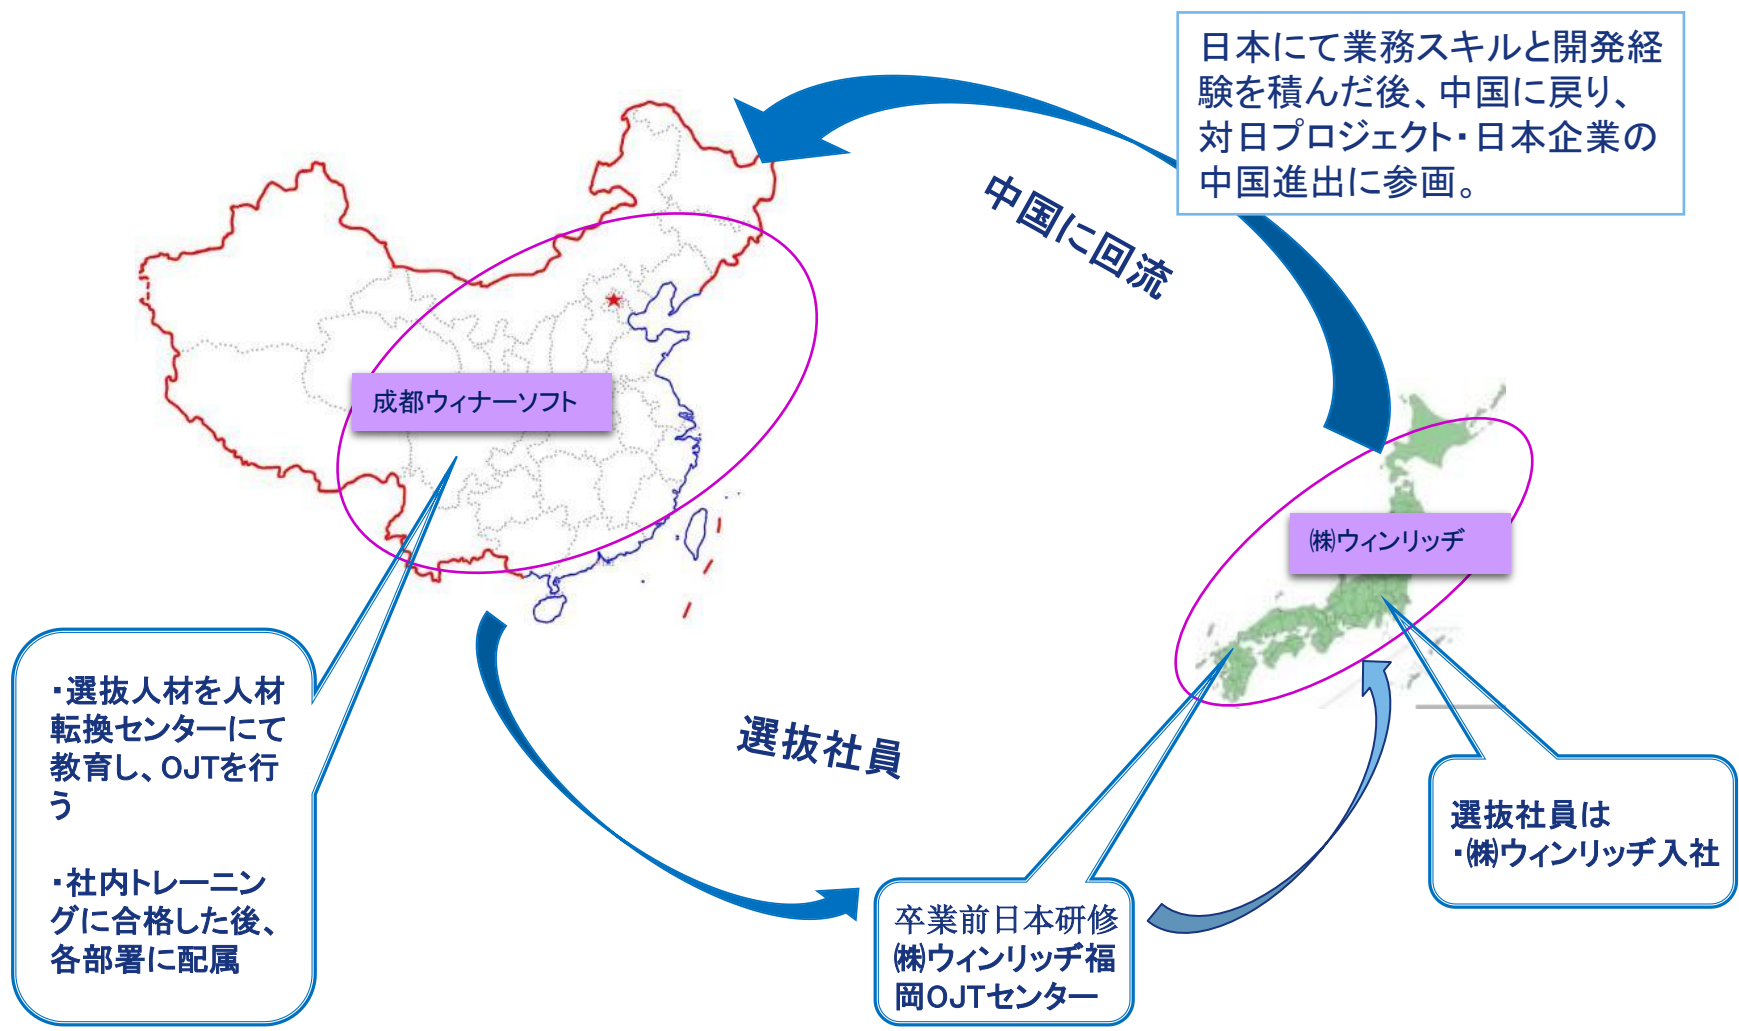 日本にて業務スキルと開発経
験を積んだ後、中国に戻り、
対日プロジェクト・日本企業の
中国進出に参画。
中国に回流
成都ウィナーソフト
㈱ウィンリッヂ
・選抜人材を人材
転換センターにて
教育し、OJTを行
う
・社内トレーニン
グに合格した後、
各部署に配属
選抜社員
選抜社員は
・㈱ウィンリッヂ入社
卒業前日本研修
㈱ウィンリッヂ福
岡OJTセンター